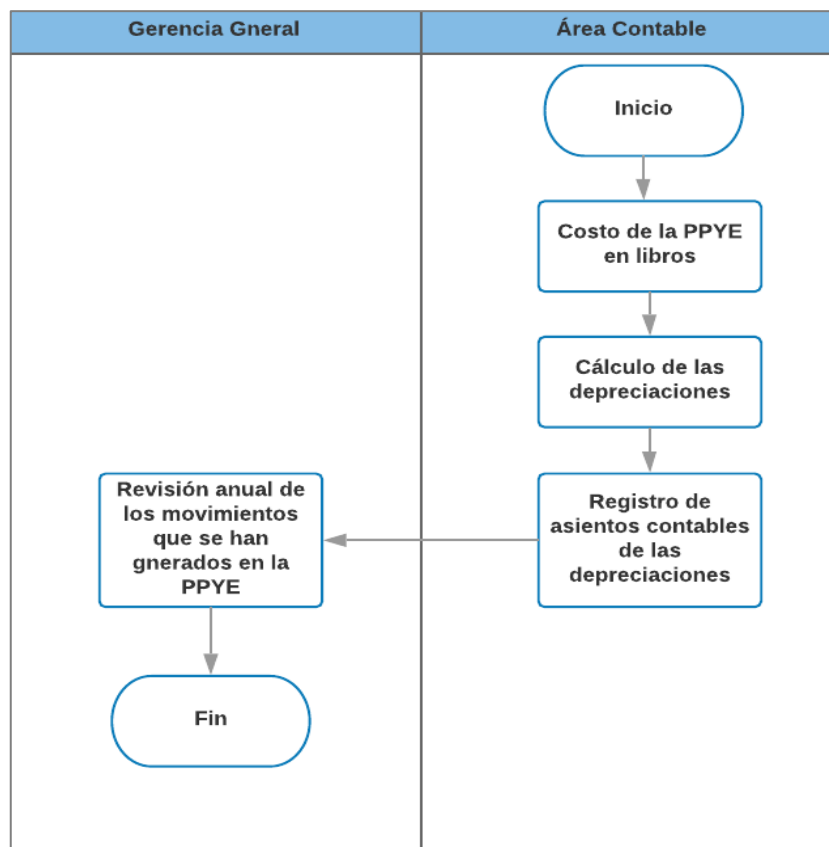 Gerencia Gneral
Área Contable
Inicio
Costo de la PPYE
en libros
Cálculo de las
depreciaciones
Registro de
asientos contables
de las
depreciaciones
Revisión anual de
los movimientos
que se han
gnerados en la
PPYE
Fin